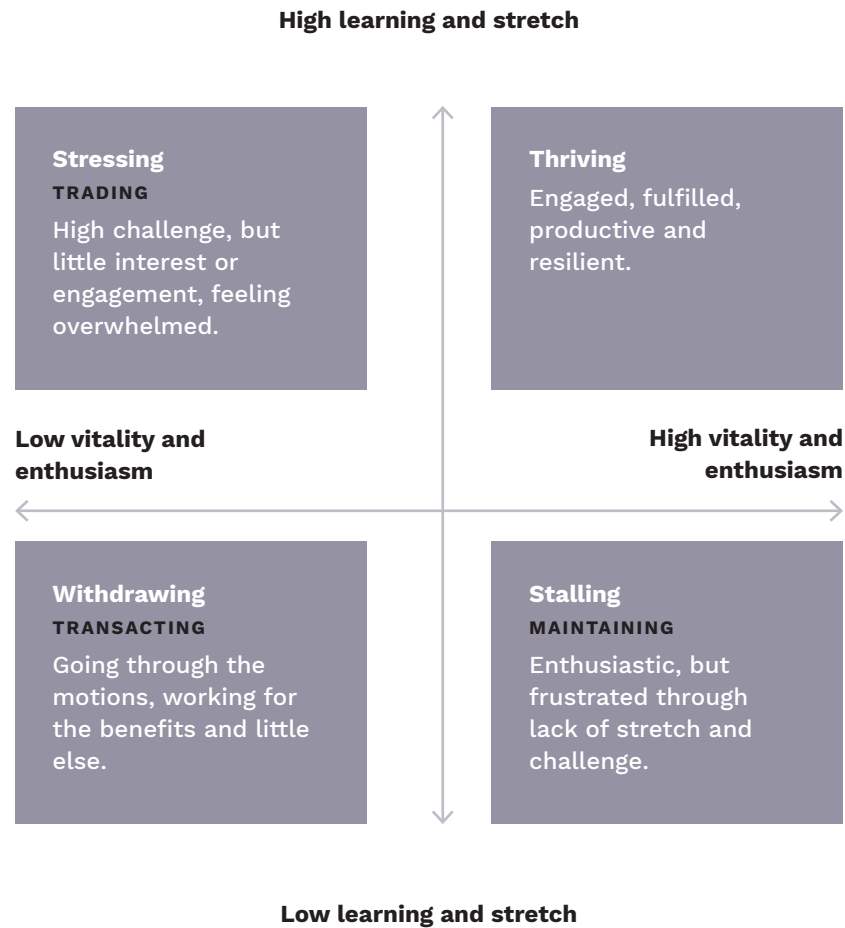 High learning and stretch
Stressing
TRADING
High challenge, but
little interest or
engagement, feeling
overwhelmed.
Thriving
Engaged, fulfilled,
productive and
resilient.
Low vitality and
enthusiasm
High vitality and
enthusiasm
Withdrawing
TRANSACTING
Going through the
motions, working for
the benefits and little
else.
Stalling
MAINTAINING
Enthusiastic, but
frustrated through
lack of stretch and
challenge.
Low learning and stretch